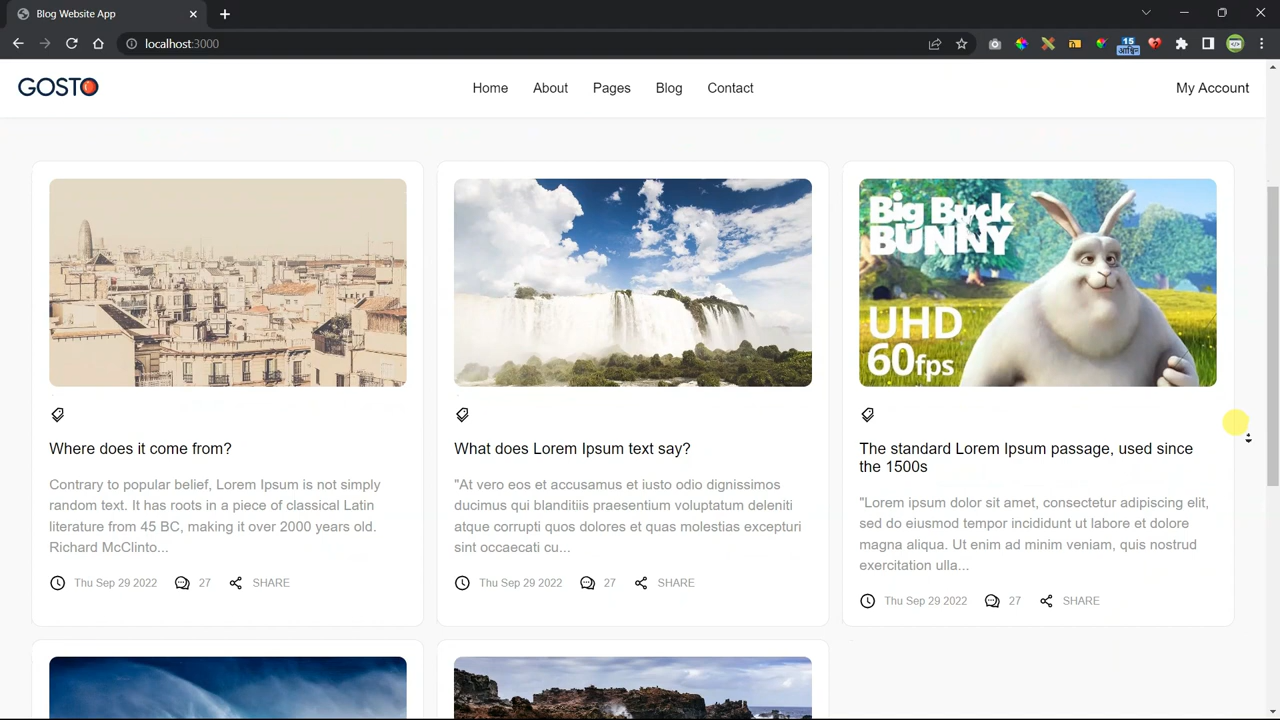 Blog Website App
localhost:3000
15
आश्विन
GOSTO
Home About Pages Blog Contact
My Account
Big Buck
BUNNY
UHD
60fps
Where does it come from?
Contrary to popular belief, Lorem Ipsum is not simply
random text. It has roots in a piece of classical Latin
literature from 45 BC, making it over 2000 years old.
Richard McClinto...
Thu Sep 29 2022 27 SHARE
What does Lorem Ipsum text say?
"At vero eos et accusamus et iusto odio dignissimos
ducimus qui blanditiis praesentium voluptatum deleniti
atque corrupti quos dolores et quas molestias excepturi
sint occaecati cu...
Thu Sep 29 2022 27 SHARE
The standard Lorem Ipsum passage, used since
the 1500s
"Lorem ipsum dolor sit amet, consectetur adipiscing elit,
sed do eiusmod tempor incididunt ut labore et dolore
magna aliqua. Ut enim ad minim veniam, quis nostrud
exercitation ulla...
Thu Sep 29 2022 27 SHARE